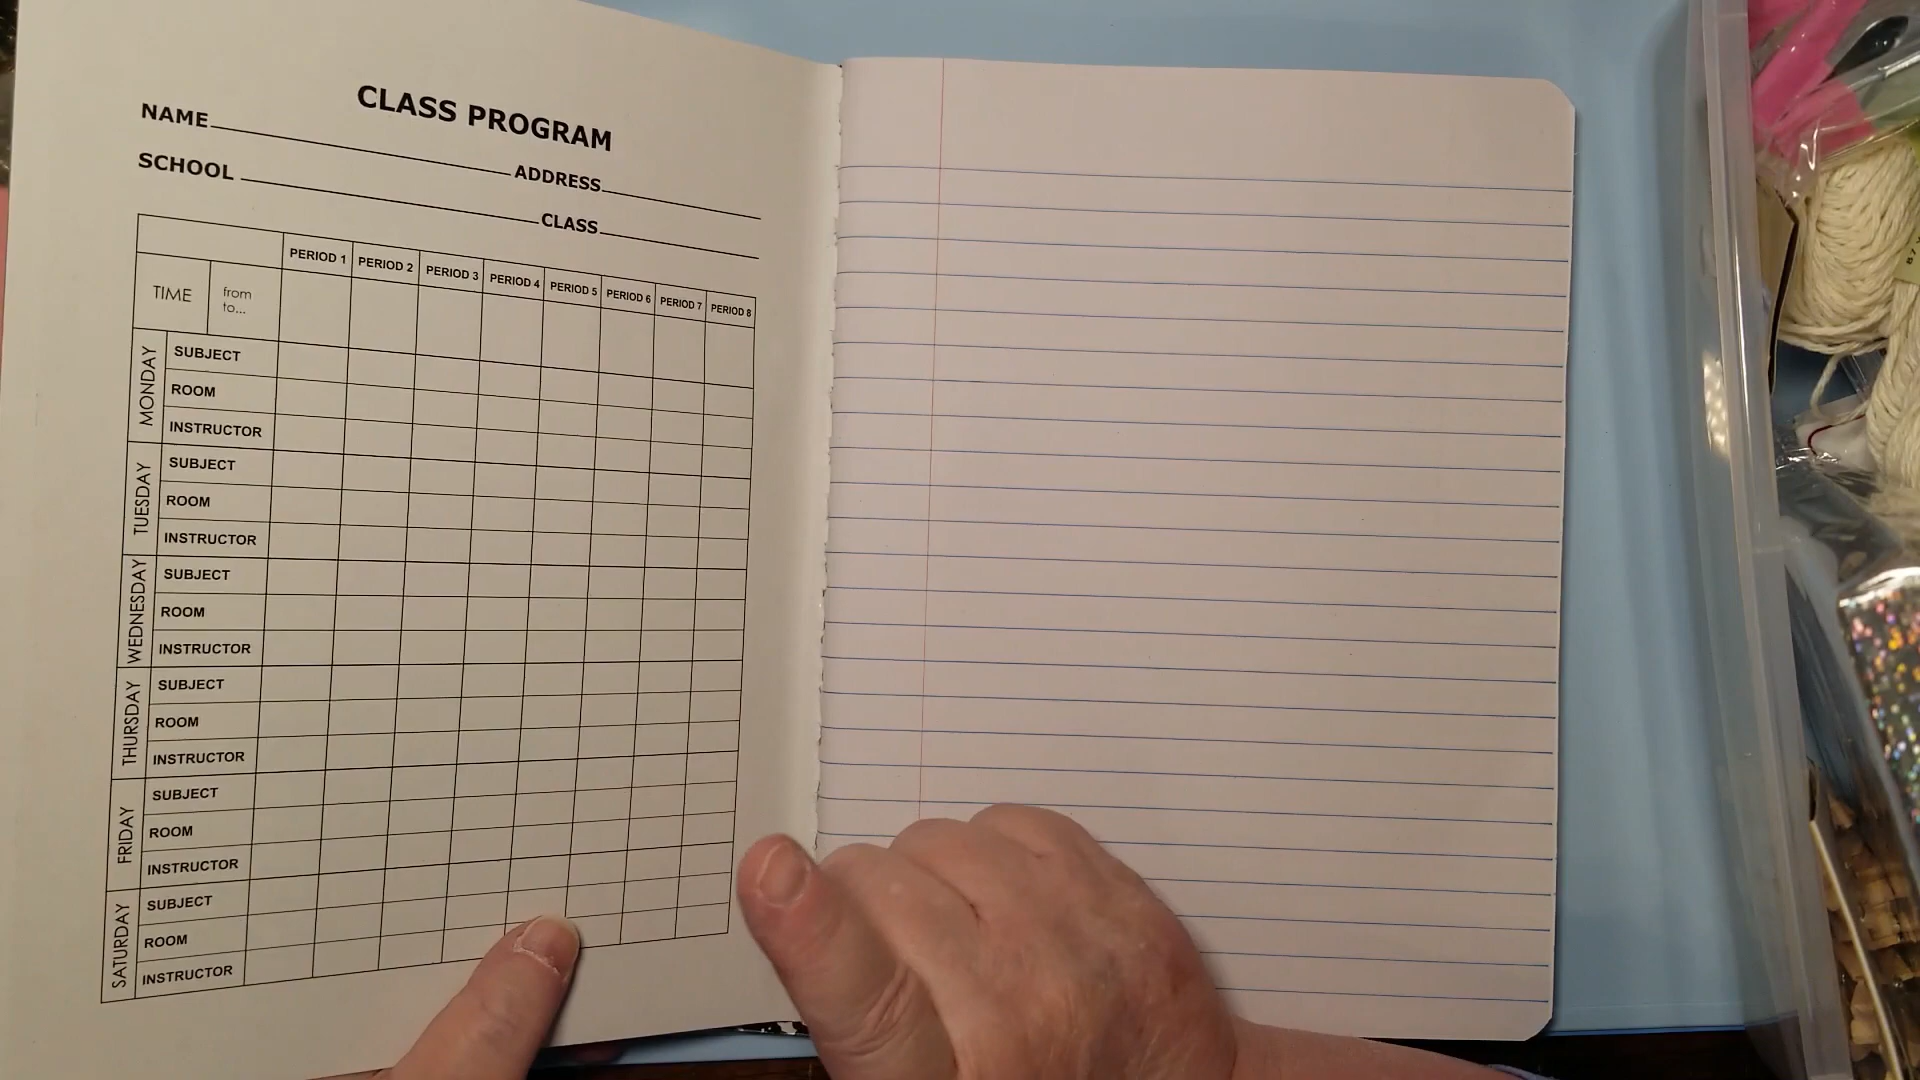 CLASS PROGRAM
NAME ADDRESS
SCHOOL CLASS
PERIOD 1 PERIOD 2 PERIOD 3 PERIOD 4 PERIOD 5 PERIOD 6 PERIOD 7 PERIOD 8
TIME
from
to...
MONDAY
SUBJECT
ROOM
INSTRUCTOR
TUESDAY
SUBJECT
ROOM
INSTRUCTOR
WEDNESDAY
SUBJECT
ROOM
INSTRUCTOR
THURSDAY
SUBJECT
ROOM
INSTRUCTOR
FRIDAY
SUBJECT
ROOM
INSTRUCTOR
SATURDAY
SUBJECT
ROOM
INSTRUCTOR